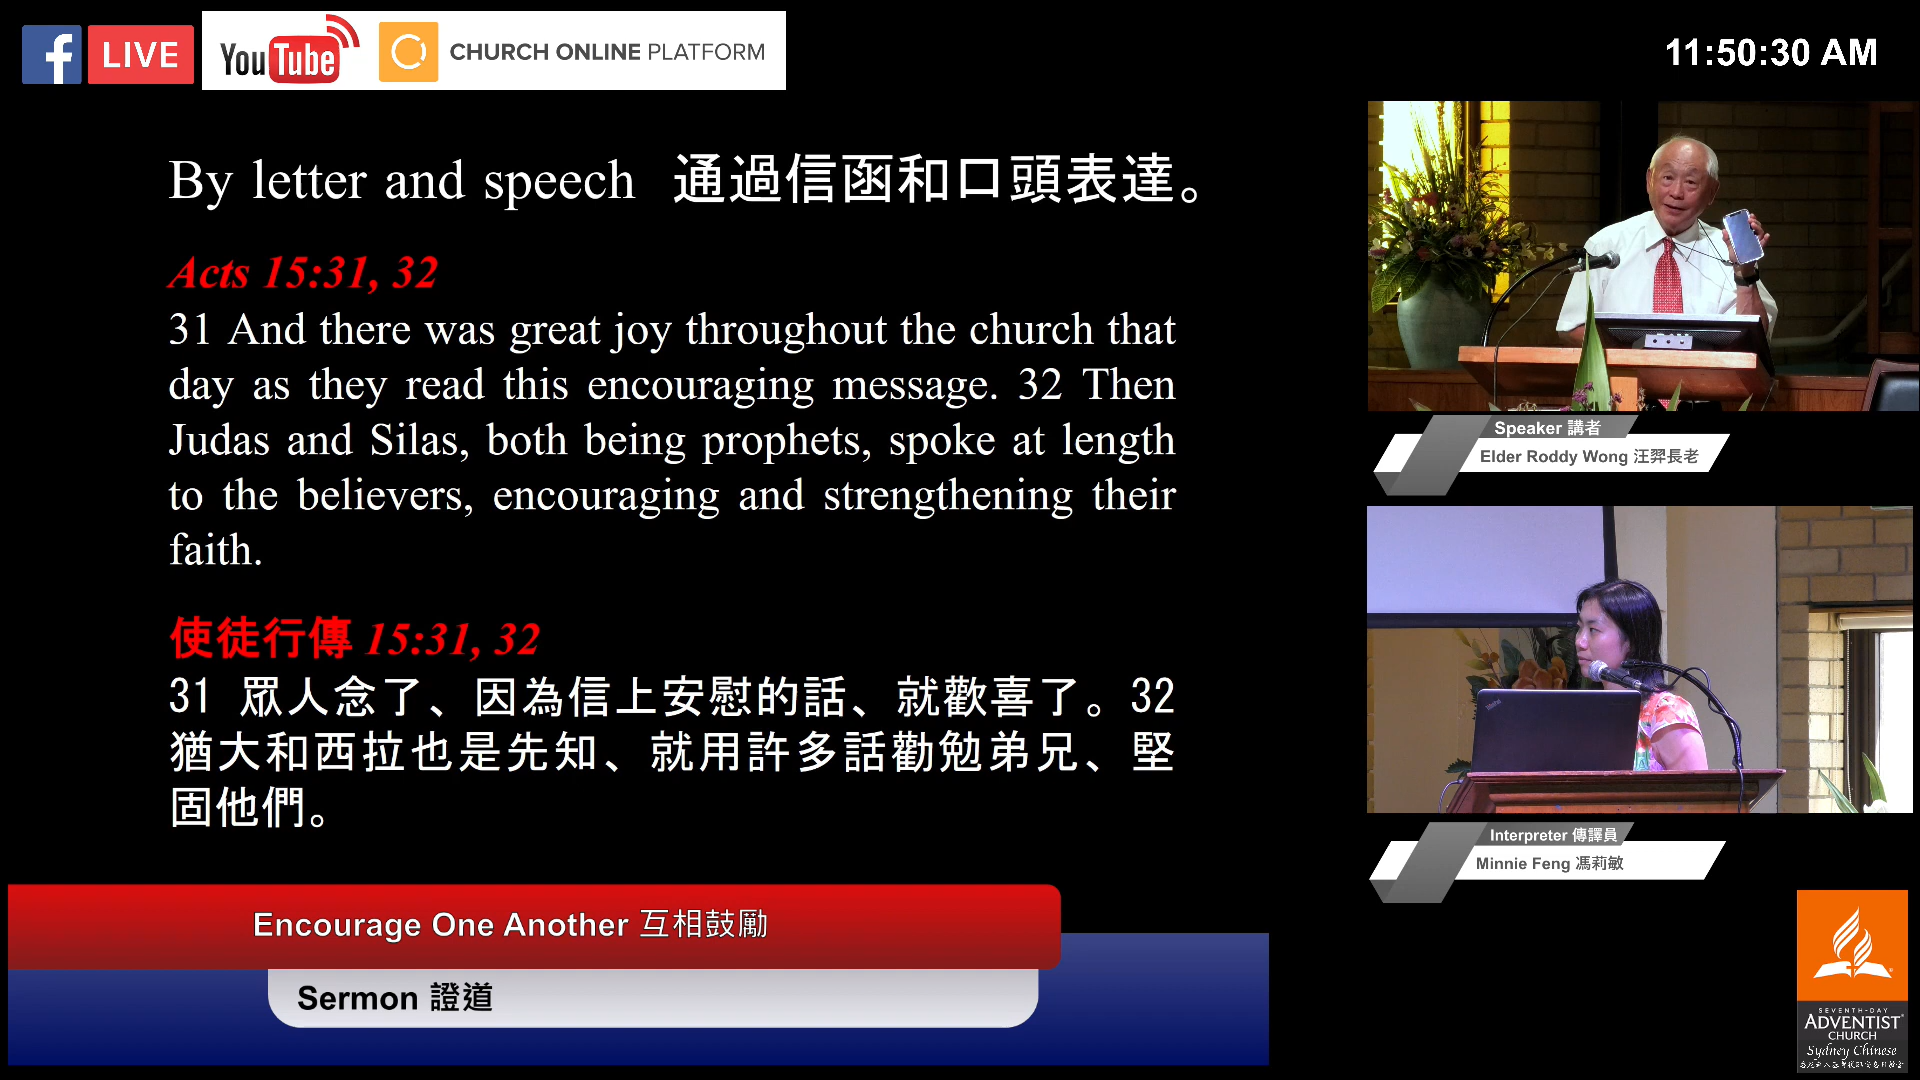 f LIVE YouTube CHURCH ONLINE PLATFORM
11:50:30 AM
By letter and speech 通過信函和口頭表達。
Acts 15:31, 32
31 And there was great joy throughout the church that
day as they read this encouraging message. 32 Then
Judas and Silas, both being prophets, spoke at length
to the believers, encouraging and strengthening their
faith.
使徒行傳 15:31, 32
31 眾人念了、因為信上安慰的話、就歡喜了。32
猶大和西拉也是先知、就用許多話勸勉弟兄、堅
固他們。
Encourage One Another 互相鼓勵
Sermon 證道
Speaker 講者
Elder Roddy Wong 汪羿長老
Interpreter 傳譯員
Minnie Feng 馮莉敏
SEVENTH-DAY
ADVENTIST
CHURCH
Sydney Chinese